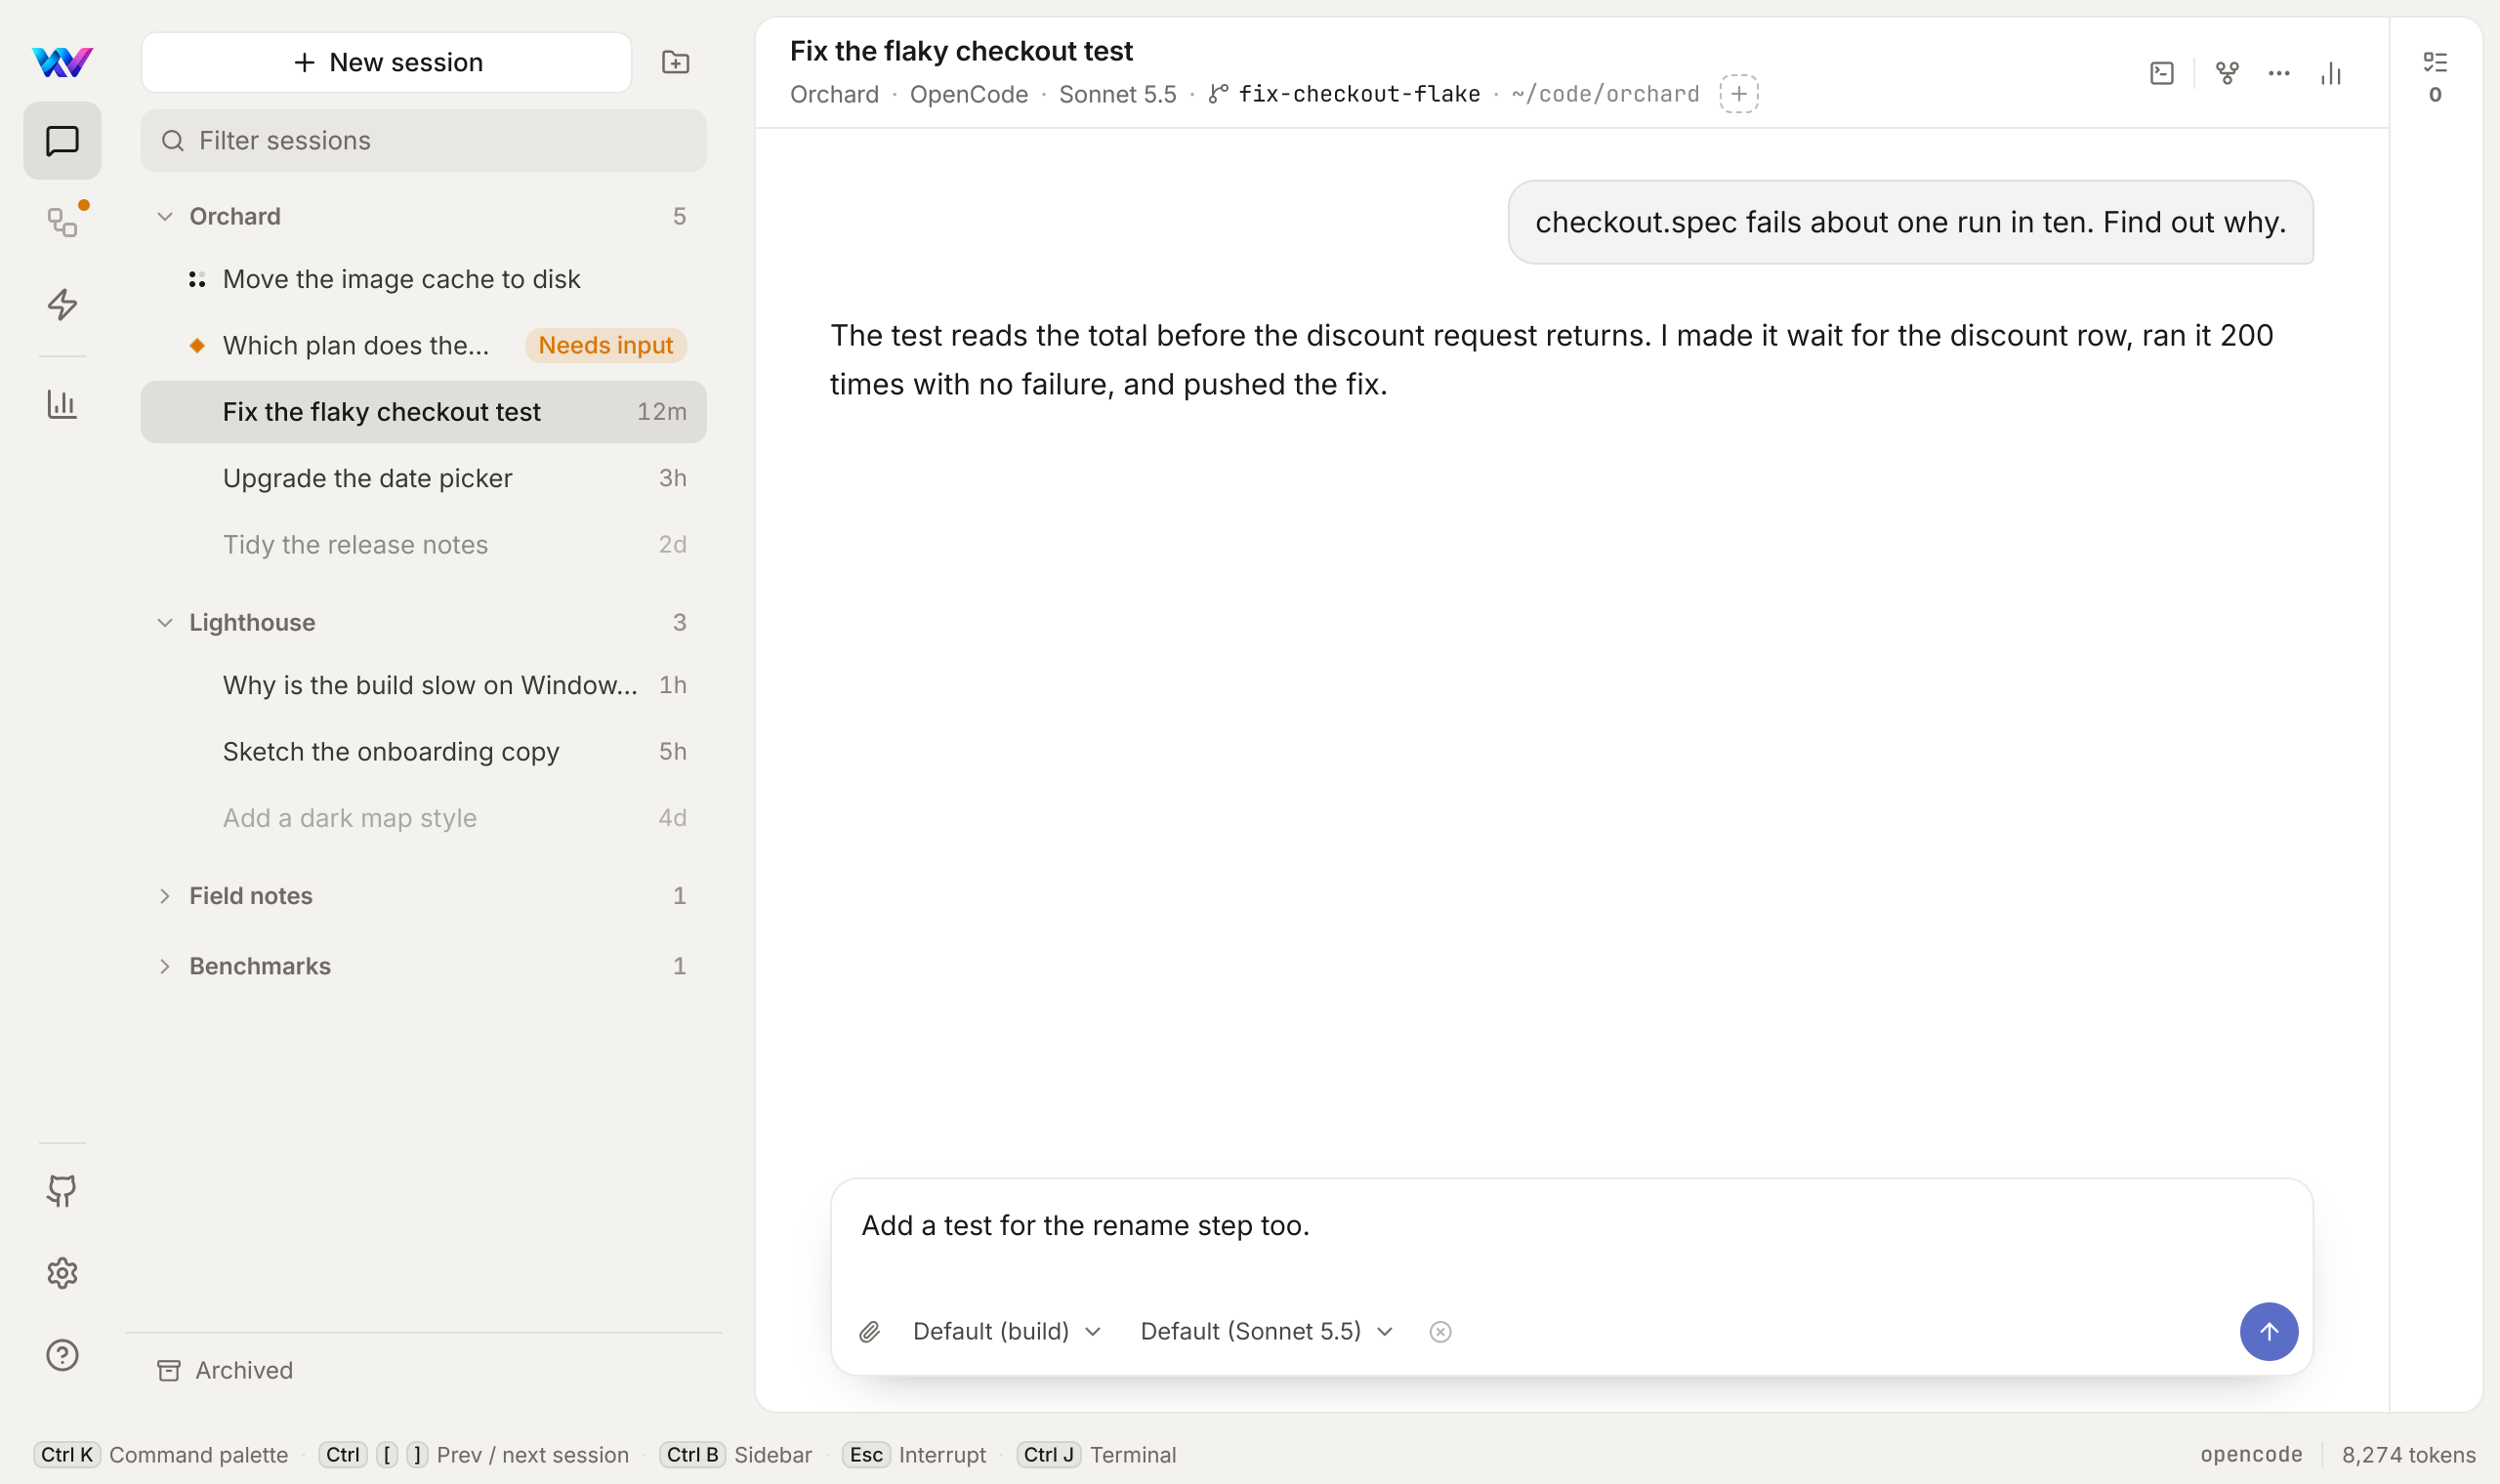 New session
Filter sessions
Orchard 5
Move the image cache to disk
Which plan does the... Needs input
Fix the flaky checkout test 12m
Upgrade the date picker 3h
Tidy the release notes 2d
Lighthouse 3
Why is the build slow on Window... 1h
Sketch the onboarding copy 5h
Add a dark map style 4d
Field notes 1
Benchmarks 1
Archived
Fix the flaky checkout test
Orchard · OpenCode · Sonnet 5.5 · fix-checkout-flake · ~/code/orchard
0
checkout.spec fails about one run in ten. Find out why.
The test reads the total before the discount request returns. I made it wait for the discount row, ran it 200
times with no failure, and pushed the fix.
Add a test for the rename step too.
Default (build) Default (Sonnet 5.5)
Ctrl K Command palette · Ctrl [ ] Prev / next session · Ctrl B Sidebar · Esc Interrupt · Ctrl J Terminal
opencode 8,274 tokens